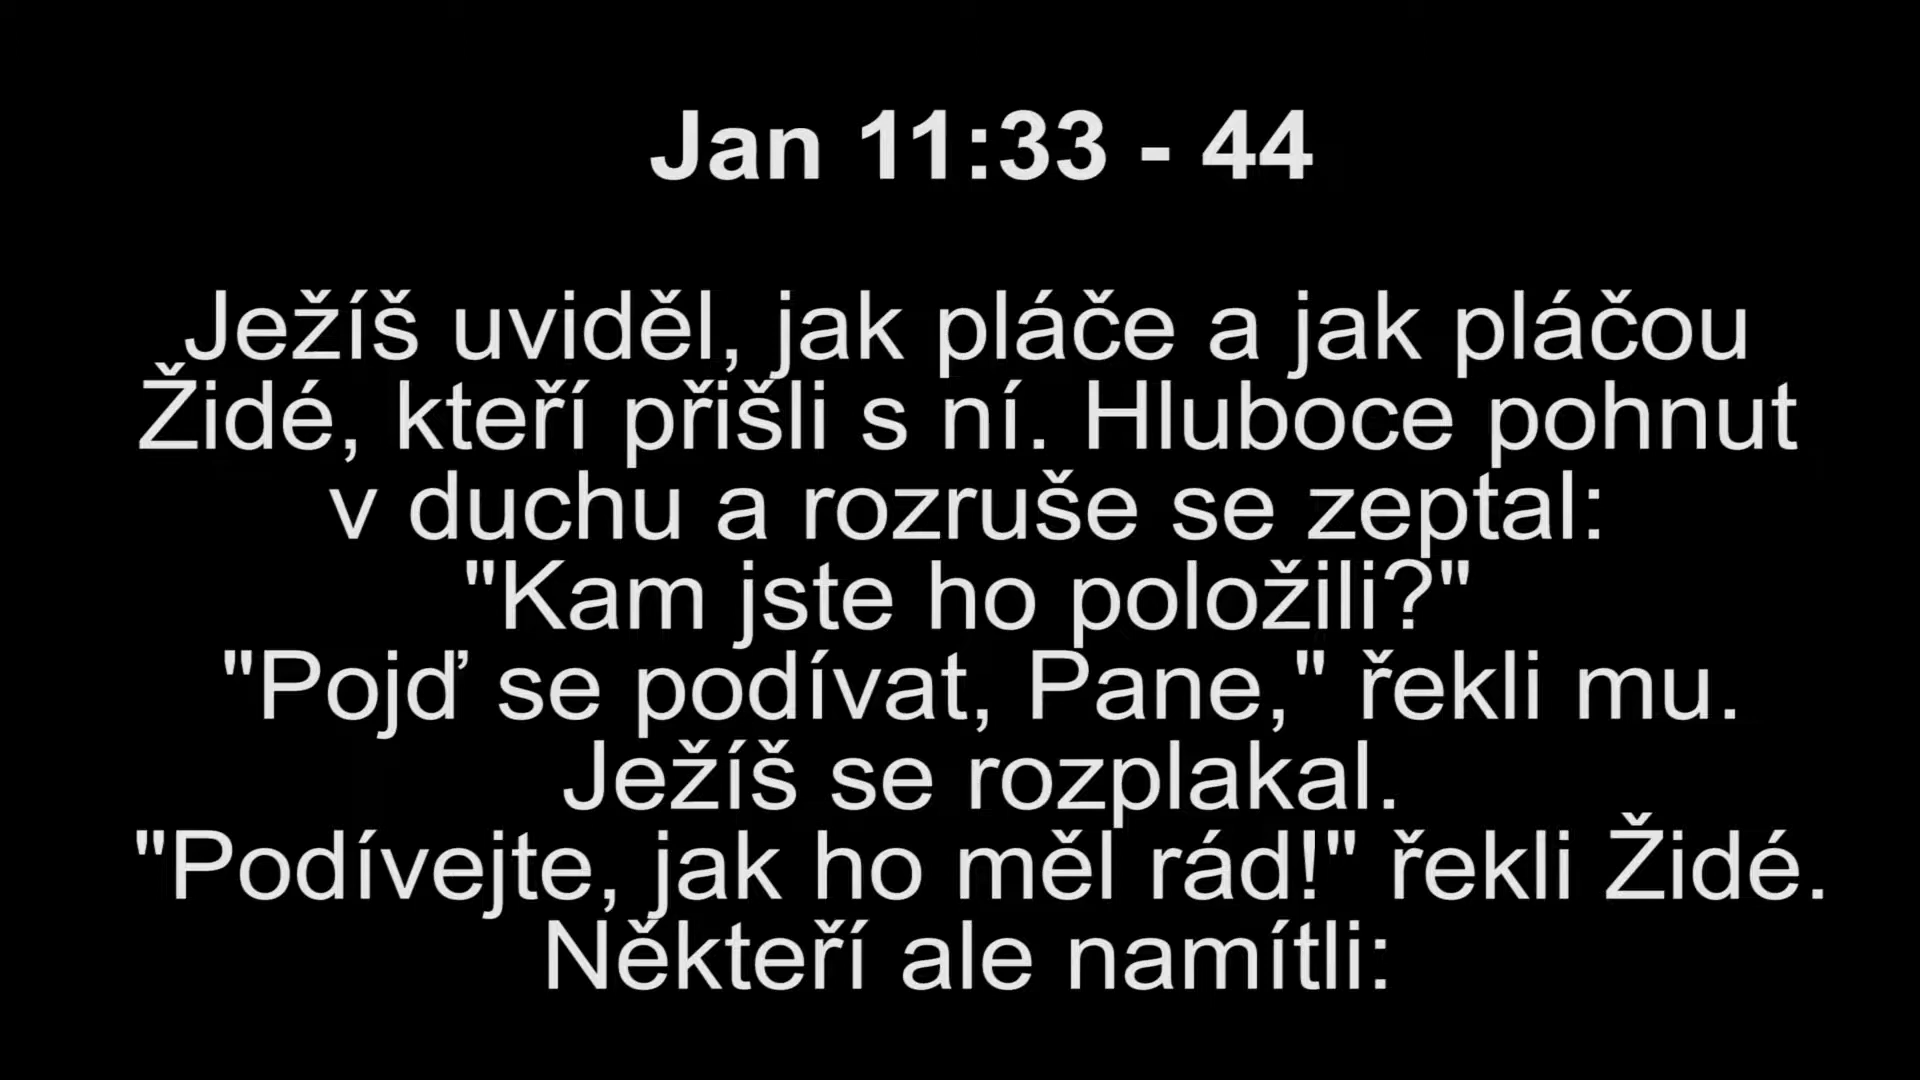 Jan 11:33 - 44
Ježíš uviděl, jak pláče a jak pláčou
Židé, kteří přišli s ní. Hluboce pohnut
v duchu a rozruše se zeptal:
"Kam jste ho položili?"
"Pojď se podívat, Pane," řekli mu.
Ježíš se rozplakal.
"Podívejte, jak ho měl rád!" řekli Židé.
Někteří ale namítli: